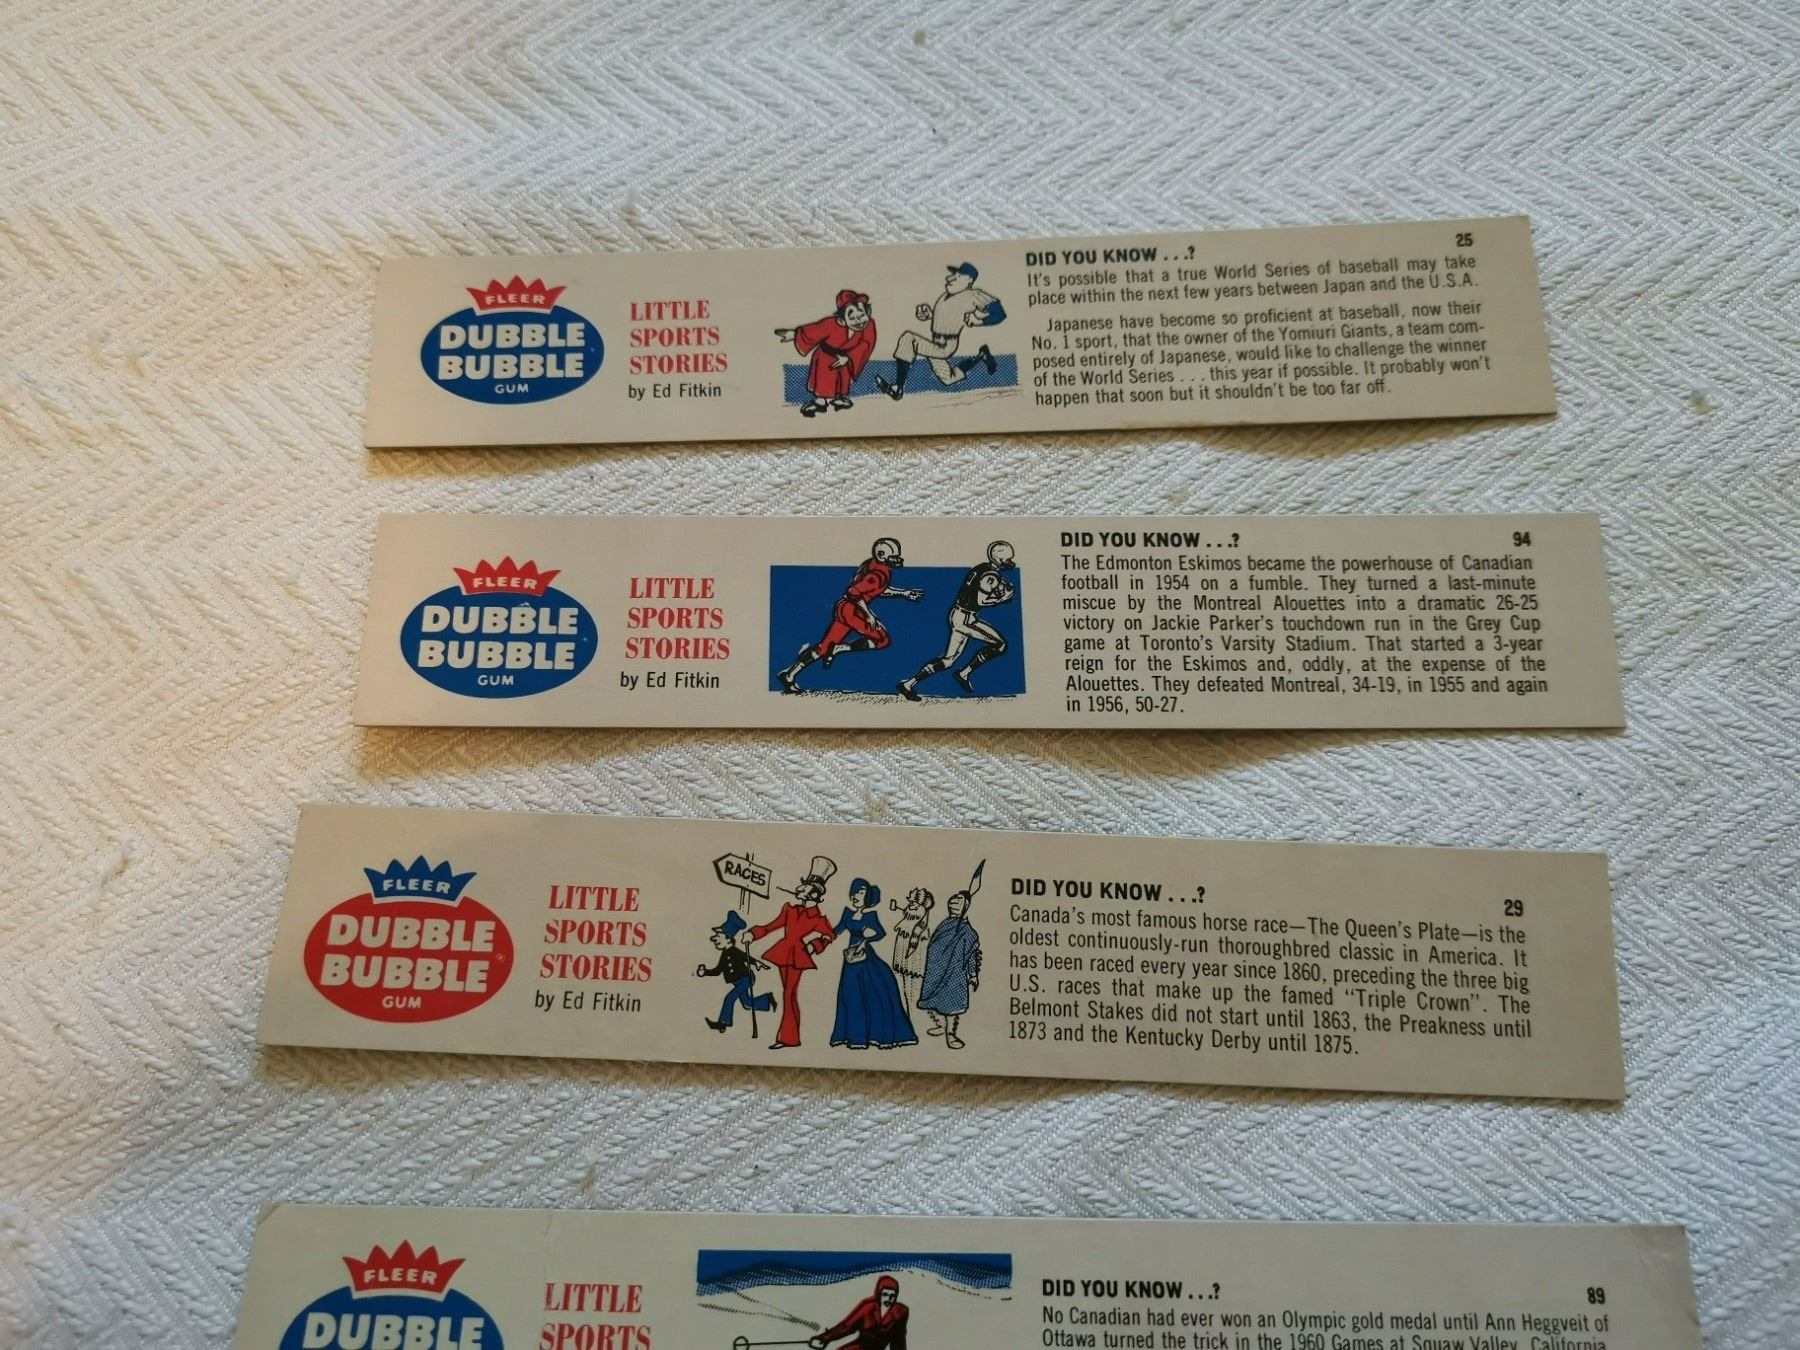 FLEER
DUBBLE
BUBBLE
GUM
LITTLE
SPORTS
STORIES
by Ed Fitkin
DID YOU KNOW . . .?
25
It's possible that a true World Series of baseball may take
place within the next few years between Japan and the U.S.A.
Japanese have become so proficient at baseball, now their
No. 1 sport, that the owner of the Yomiuri Giants, a team com-
posed entirely of Japanese, would like to challenge the winner
of the World Series . . . this year if possible. It probably won't
happen that soon but it shouldn't be too far off.
FLEER
DUBBLE
BUBBLE
GUM
LITTLE
SPORTS
STORIES
by Ed Fitkin
DID YOU KNOW . . .?
94
The Edmonton Eskimos became the powerhouse of Canadian
football in 1954 on a fumble. They turned a last-minute
miscue by the Montreal Alouettes into a dramatic 26-25
victory on Jackie Parker's touchdown run in the Grey Cup
game at Toronto's Varsity Stadium. That started a 3-year
reign for the Eskimos and, oddly, at the expense of the
Alouettes. They defeated Montreal, 34-19, in 1955 and again
in 1956, 50-27.
FLEER
DUBBLE
BUBBLE
GUM
LITTLE
SPORTS
STORIES
by Ed Fitkin
RACES
DID YOU KNOW . . .?
29
Canada's most famous horse race—The Queen's Plate—is the
oldest continuously-run thoroughbred classic in America. It
has been raced every year since 1860, preceding the three big
U.S. races that make up the famed "Triple Crown". The
Belmont Stakes did not start until 1863, the Preakness until
1873 and the Kentucky Derby until 1875.
FLEER
DUBBLE
LITTLE
SPORTS
DID YOU KNOW . . .?
89
No Canadian had ever won an Olympic gold medal until Ann Heggveit of
Ottawa turned the trick in the 1960 Games at Squaw Valley, California